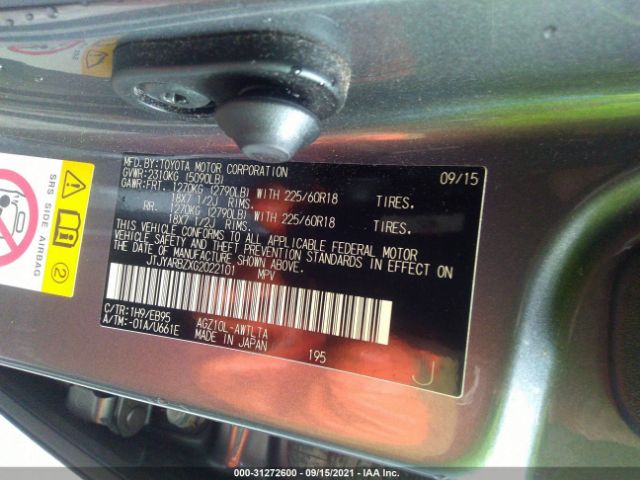 MFD.BY:TOYOTA MOTOR CORPORATION 09/15
GVWR:2310KG (5090LB)
GAWR:FRT. 1270KG (2790LB) WITH 225/60R18 TIRES.
18X7 1/2J RIMS.
RR. 1270KG (2790LB) WITH 225/60R18 TIRES.
18X7 1/2J RIMS.
THIS VEHICLE CONFORMS TO ALL APPLICABLE FEDERAL MOTOR
VEHICLE SAFETY AND THEFT PREVENTION STANDARDS IN EFFECT ON
THE DATE OF MANUFACTURE SHOWN ABOVE.
JTJYARBZXG2022101 MPV
C/TR:1H9/EB95 AGZ10L-AWTLTA
A/TM:-01A/U661E MADE IN JAPAN 195
J
SRS SIDE AIRBAG
2
000-31272600 - 09/15/2021 - IAA Inc.